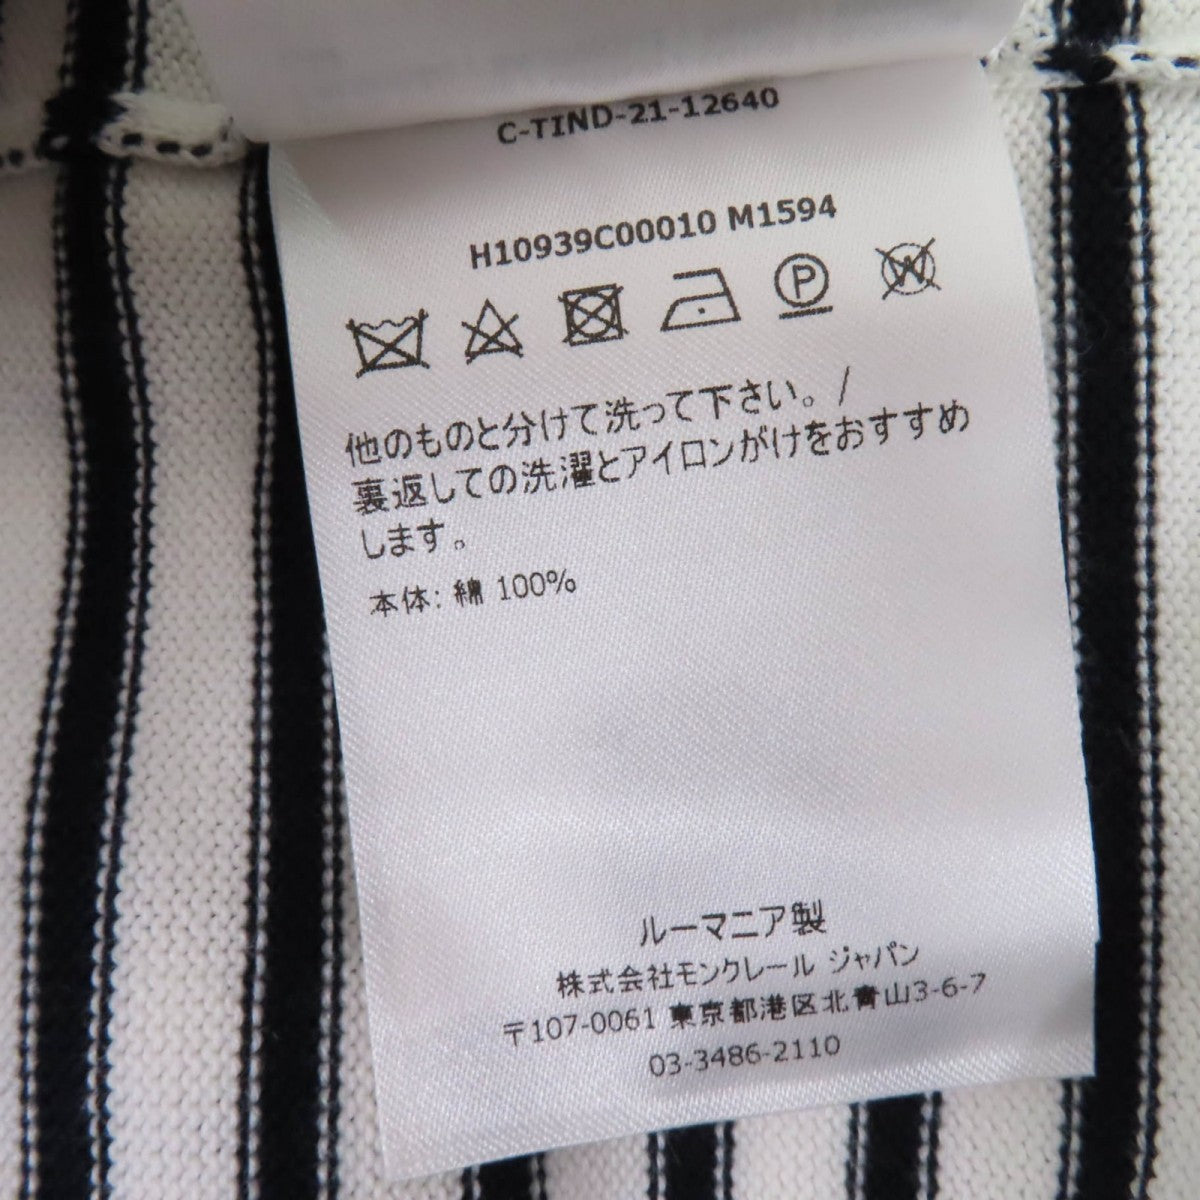 C-TIND-21-12640
H10939C00010 M1594
P W
他のものと分けて洗って下さい。/
裏返しての洗濯とアイロンがけをおすすめ
します。
本体: 綿 100%
ルーマニア製
株式会社モンクレール ジャパン
〒107-0061 東京都港区北青山3-6-7
03-3486-2110